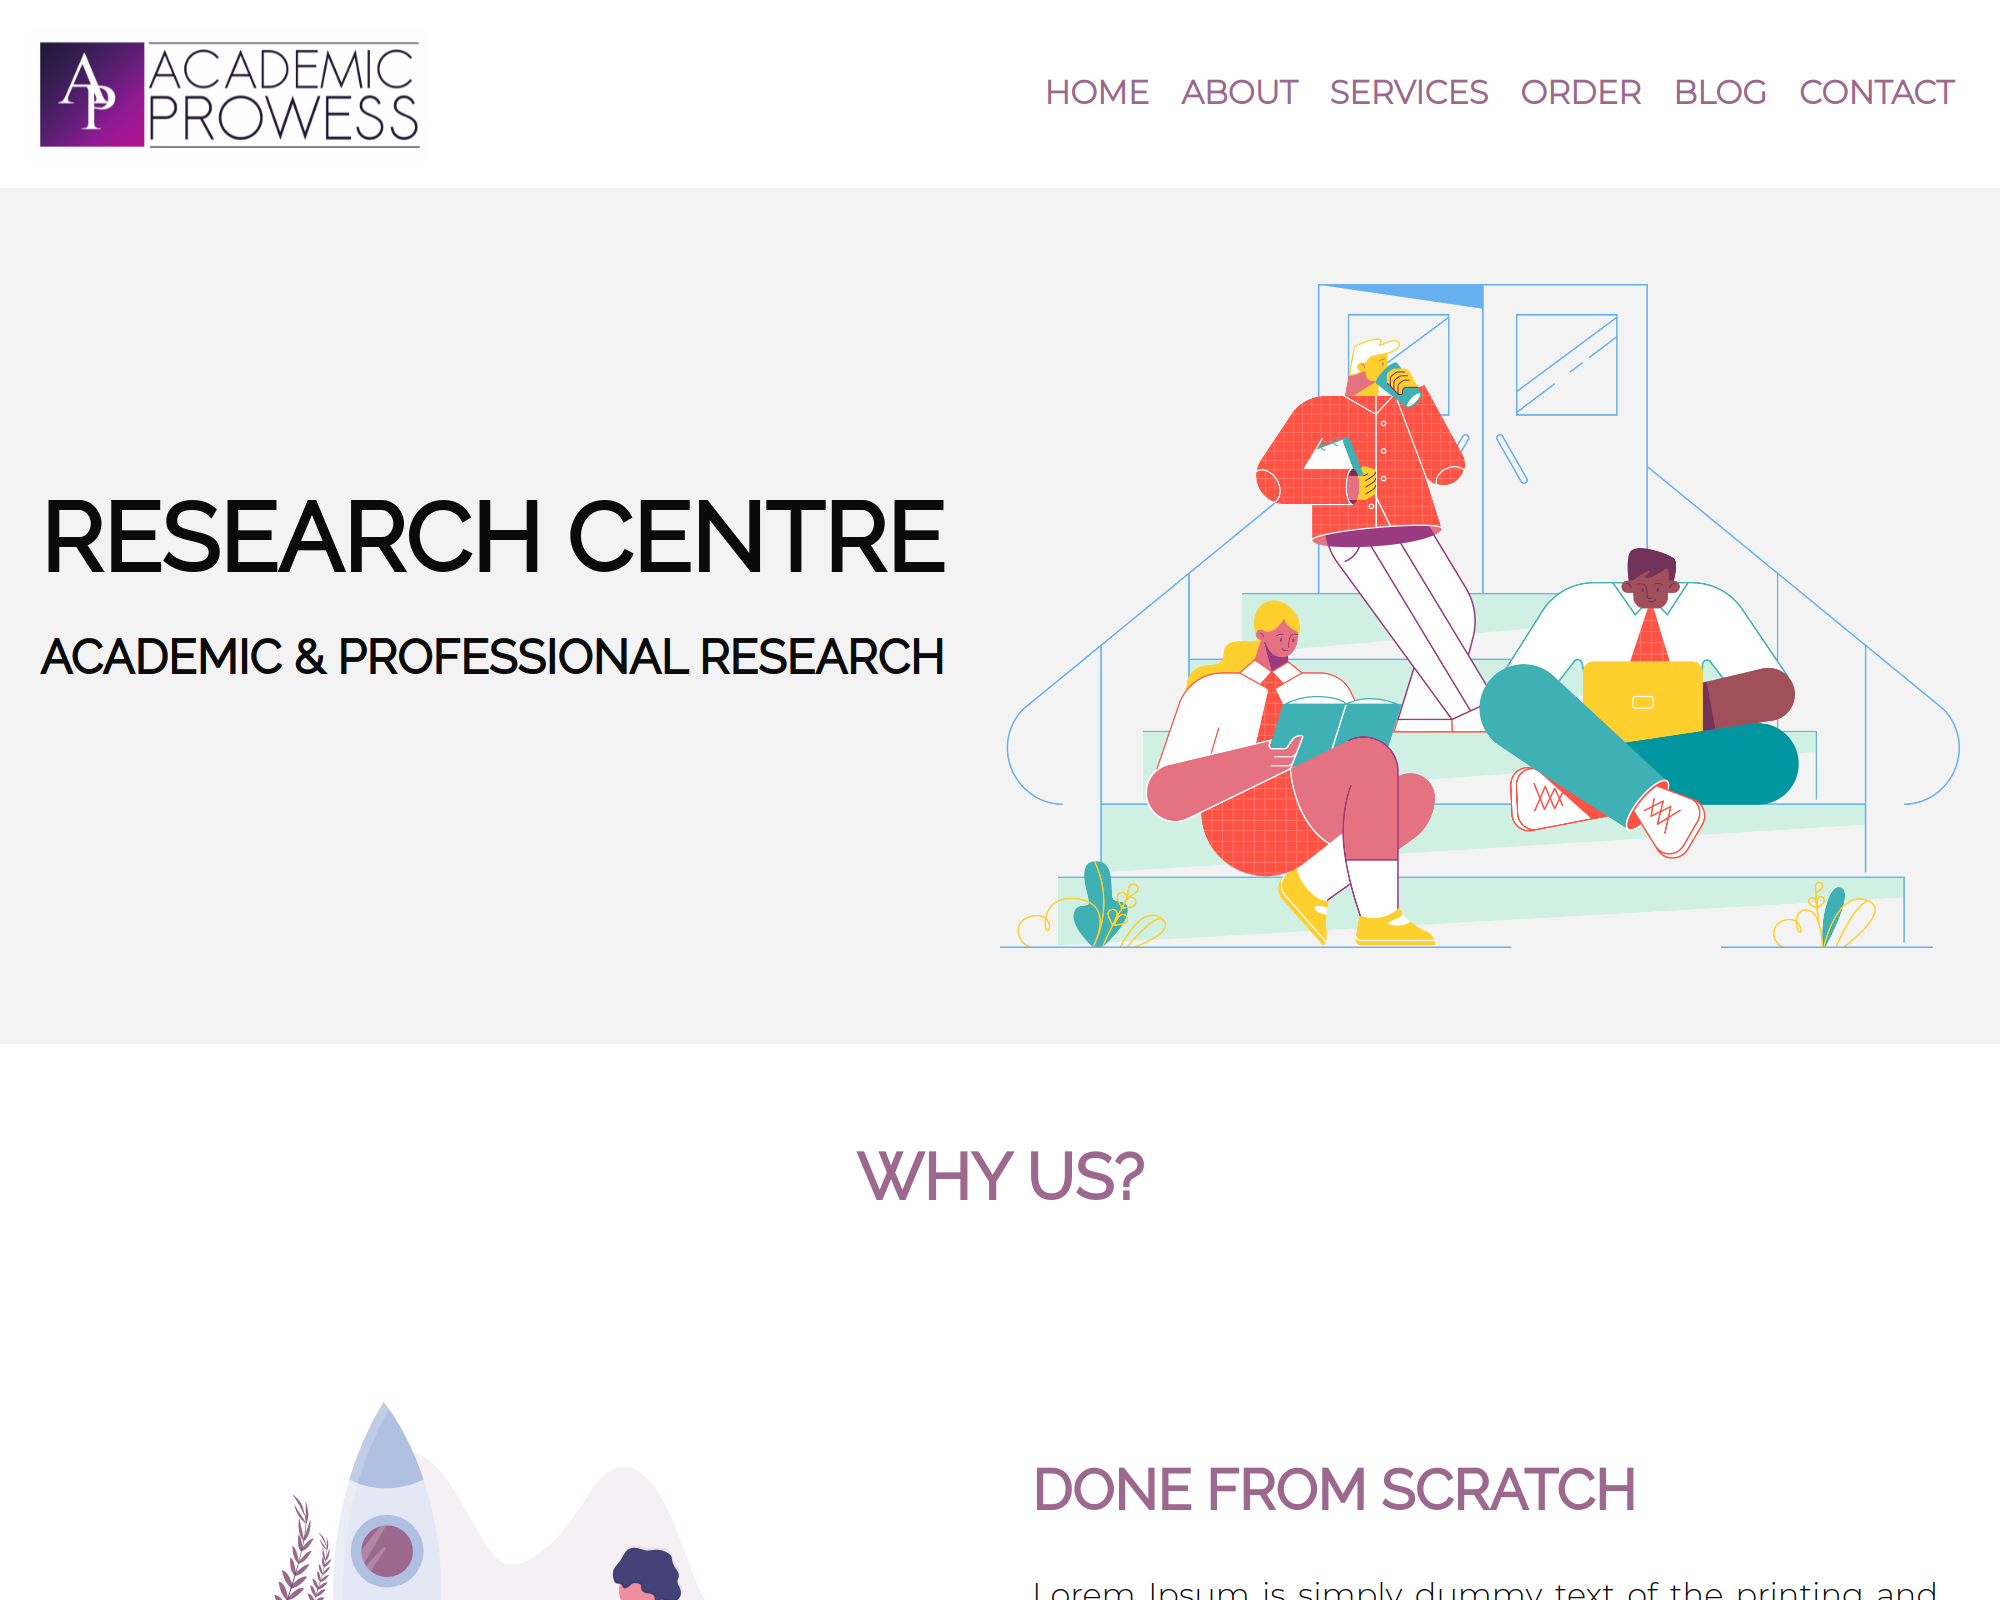 AP
ACADEMIC
PROWESS
HOME ABOUT SERVICES ORDER BLOG CONTACT
RESEARCH CENTRE
ACADEMIC & PROFESSIONAL RESEARCH
WHY US?
DONE FROM SCRATCH
Lorem Ipsum is simply dummy text of the printing and